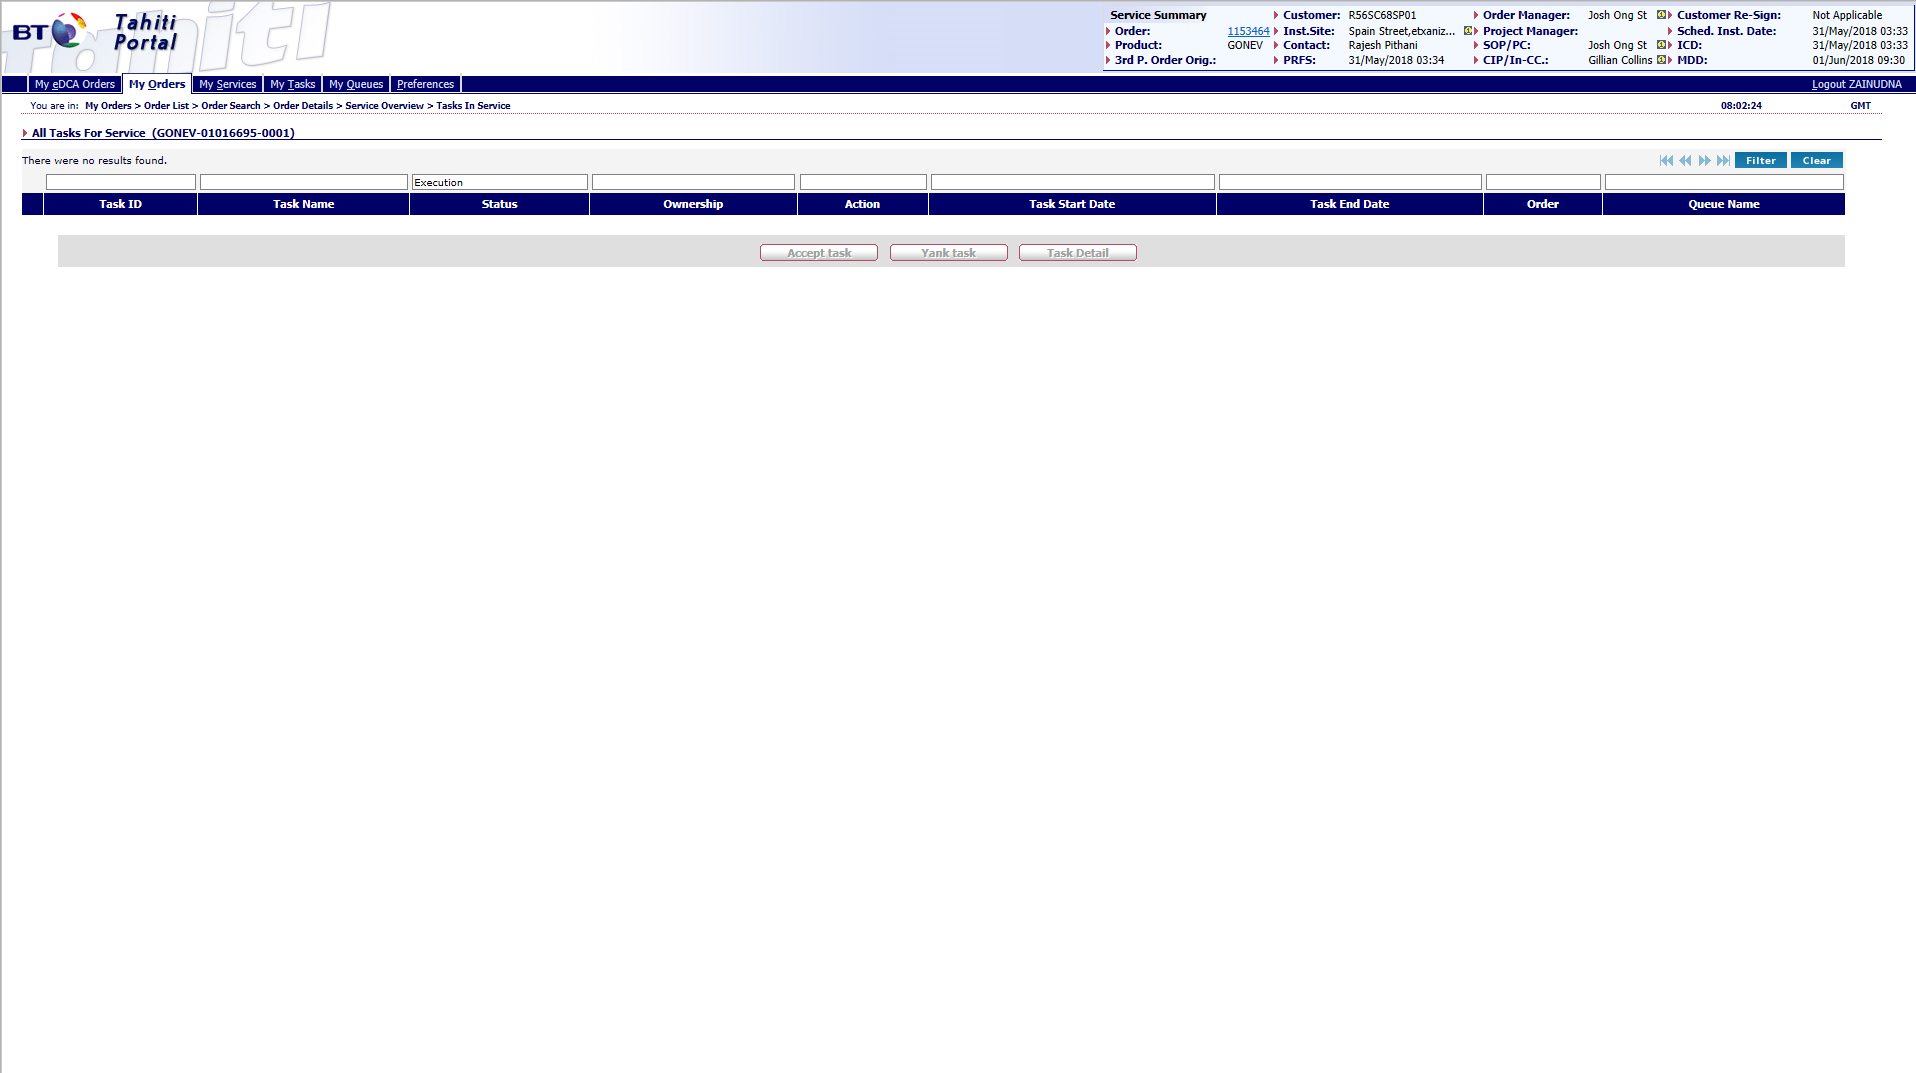 BT Tahiti Portal
Service Summary Customer: R56SC68SP01 Order Manager: Josh Ong St Customer Re-Sign: Not Applicable
Order: 1153464 Inst.Site: Spain Street,etxaniz... Project Manager: Sched. Inst. Date: 31/May/2018 03:33
Product: GONEV Contact: Rajesh Pithani SOP/PC: Josh Ong St ICD: 31/May/2018 03:33
3rd P. Order Orig.: PRFS: 31/May/2018 03:34 CIP/In-CC.: Gillian Collins MDD: 01/Jun/2018 09:30
My eDCA Orders My Orders My Services My Tasks My Queues Preferences Logout ZAINUDNA
You are in: My Orders > Order List > Order Search > Order Details > Service Overview > Tasks In Service 08:02:24 GMT
All Tasks For Service (GONEV-01016695-0001)
There were no results found. Filter Clear
Execution
Task ID Task Name Status Ownership Action Task Start Date Task End Date Order Queue Name
Accept task Yank task Task Detail